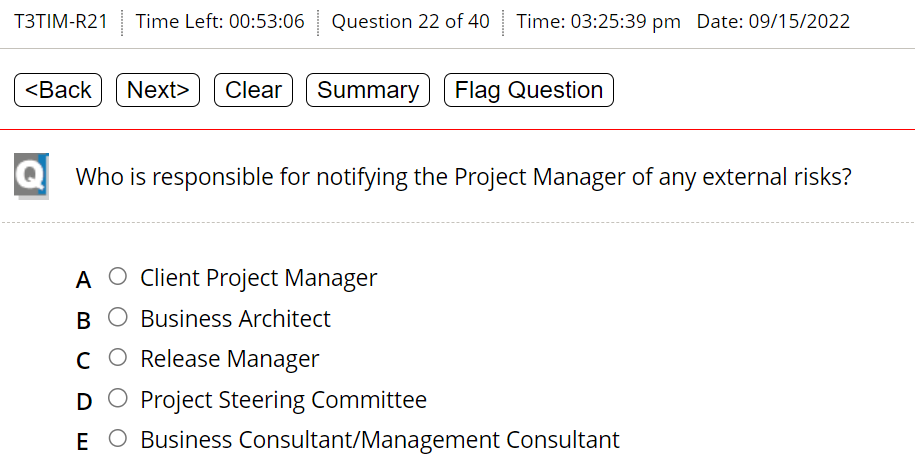 T3TIM-R21 Time Left: 00:53:06 Question 22 of 40 Time: 03:25:39 pm Date: 09/15/2022
<Back Next> Clear Summary Flag Question
Q Who is responsible for notifying the Project Manager of any external risks?
A Client Project Manager
B Business Architect
C Release Manager
D Project Steering Committee
E Business Consultant/Management Consultant